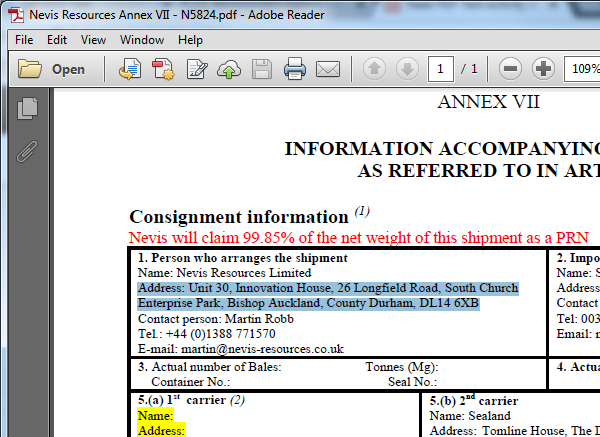 Nevis Resources Annex VII - N5824.pdf - Adobe Reader
File Edit View Window Help
Open 1 / 1 109%
ANNEX VII
INFORMATION ACCOMPANYING
AS REFERRED TO IN ART
Consignment information (1)
Nevis will claim 99.85% of the net weight of this shipment as a PRN
1. Person who arranges the shipment
Name: Nevis Resources Limited
Address: Unit 30, Innovation House, 26 Longfield Road, South Church
Enterprise Park, Bishop Auckland, County Durham, DL14 6XB
Contact person: Martin Robb
Tel.: +44 (0)1388 771570
E-mail: martin@nevis-resources.co.uk
2. Impo
Name: S
Address
Contact
Tel: 003
Email: n
3. Actual number of Bales: Tonnes (Mg):
Container No.: Seal No.:
4. Actua
5.(a) 1st carrier (2)
Name:
Address:
5.(b) 2nd carrier
Name: Sealand
Address: Tomline House, The D